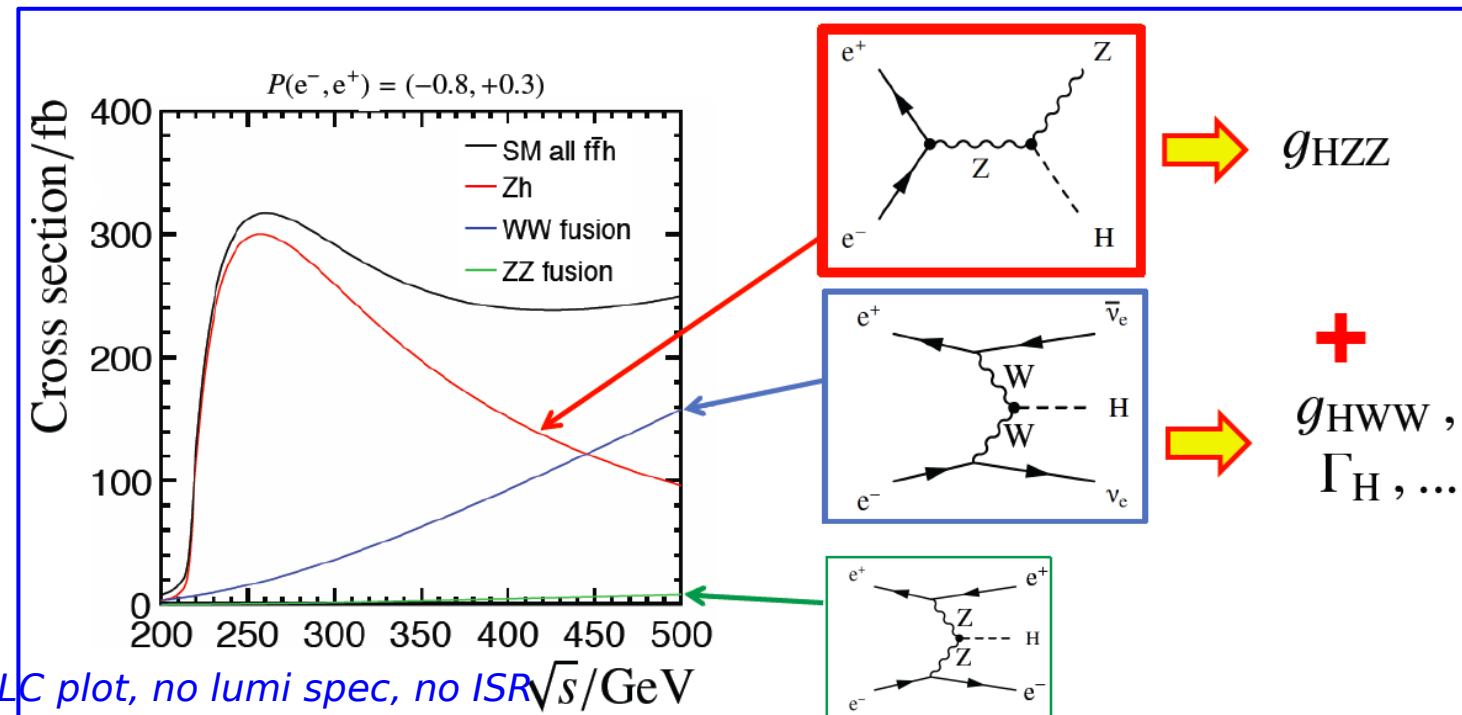 P(e⁻, e⁺) = (−0.8, +0.3)
Cross section/fb
400
300
200
100
0
SM all ff̄h
Zh
WW fusion
ZZ fusion
200 250 300 350 400 450 500
√s/GeV
LC plot, no lumi spec, no ISR
e⁺
Z
Z
e⁻
H
g_HZZ
e⁺
ν̄_e
W
H
W
e⁻
ν_e
+
g_HWW ,
Γ_H , ...
e⁺
e⁺
Z
H
Z
e⁻
e⁻